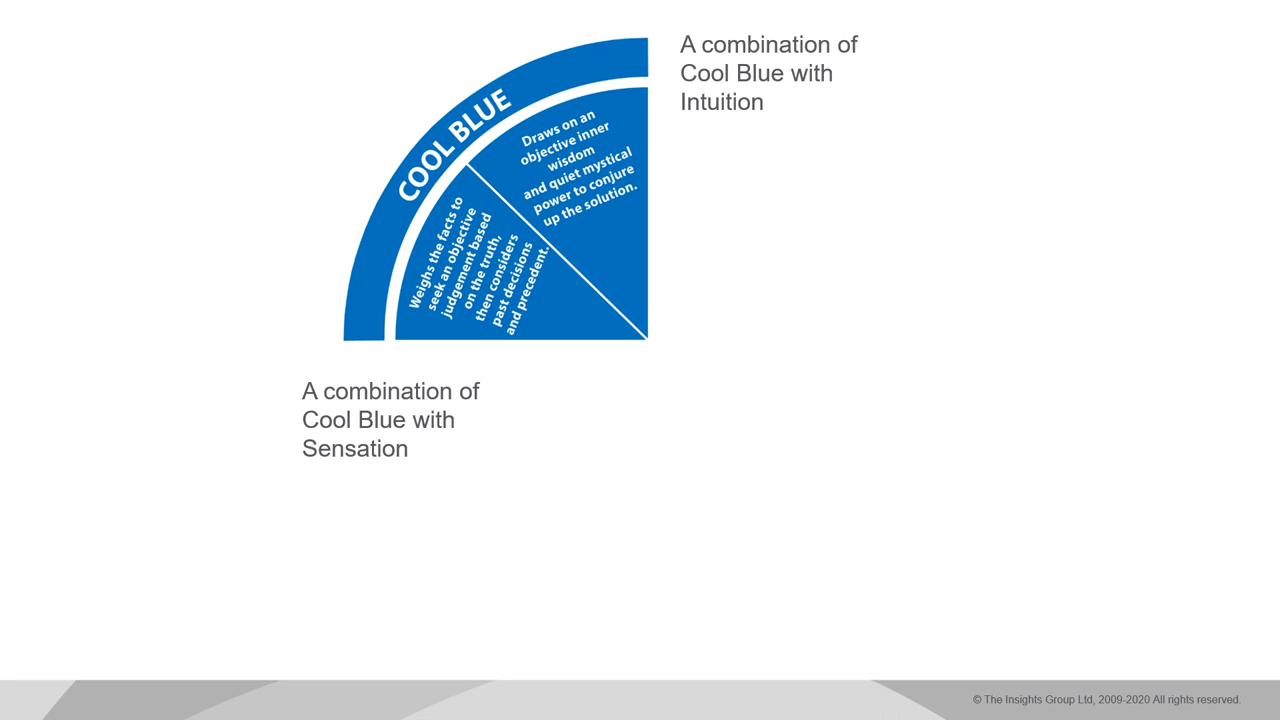 COOL BLUE
Draws on an
objective inner
wisdom
and quiet mystical
power to conjure
up the solution.
A combination of
Cool Blue with
Intuition
Weighs the facts to
seek an objective
judgement based
on the truth,
then considers
past decisions
and precedent.
A combination of
Cool Blue with
Sensation
© The Insights Group Ltd, 2009-2020 All rights reserved.